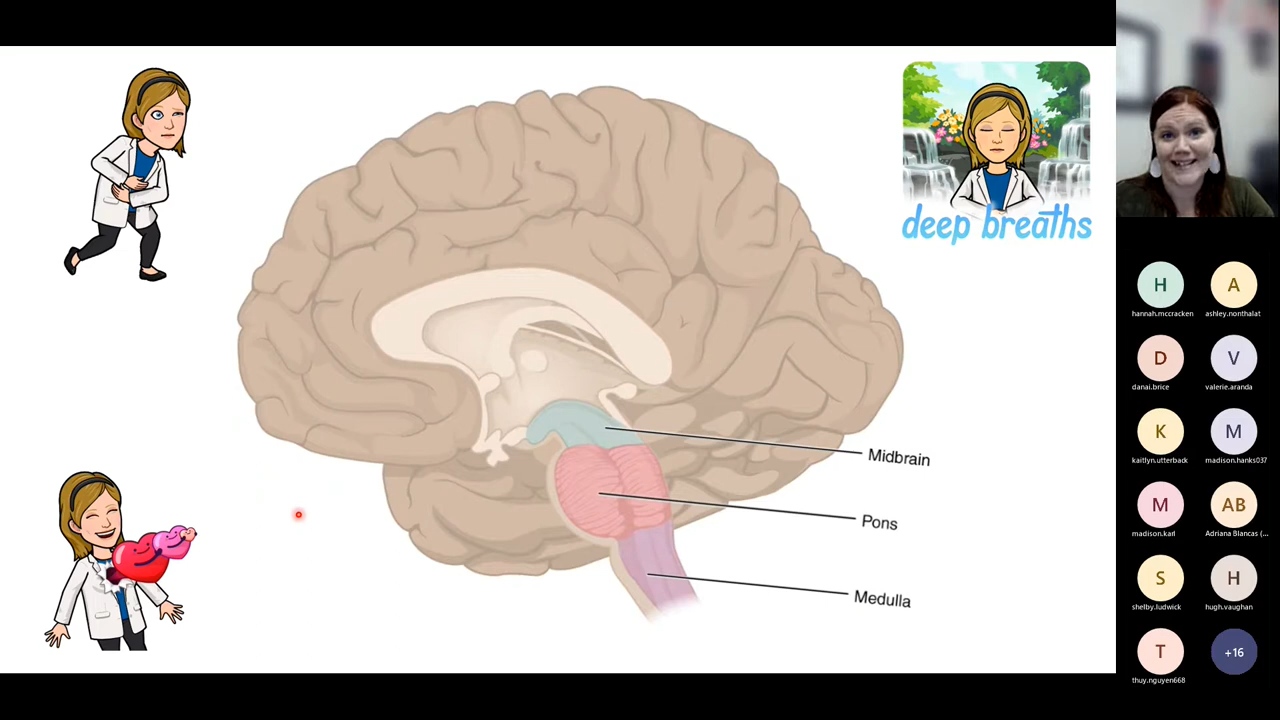 deep breaths
Midbrain
Pons
Medulla
H
A
hannah.mccracken
ashley.nonthalat
D
V
danai.brice
valerie.aranda
K
M
kaitlyn.utterback
madison.hanks037
M
AB
madison.karl
Adriana Blancas (...
S
H
shelby.ludwick
hugh.vaughan
T
+16
thuy.nguyen668